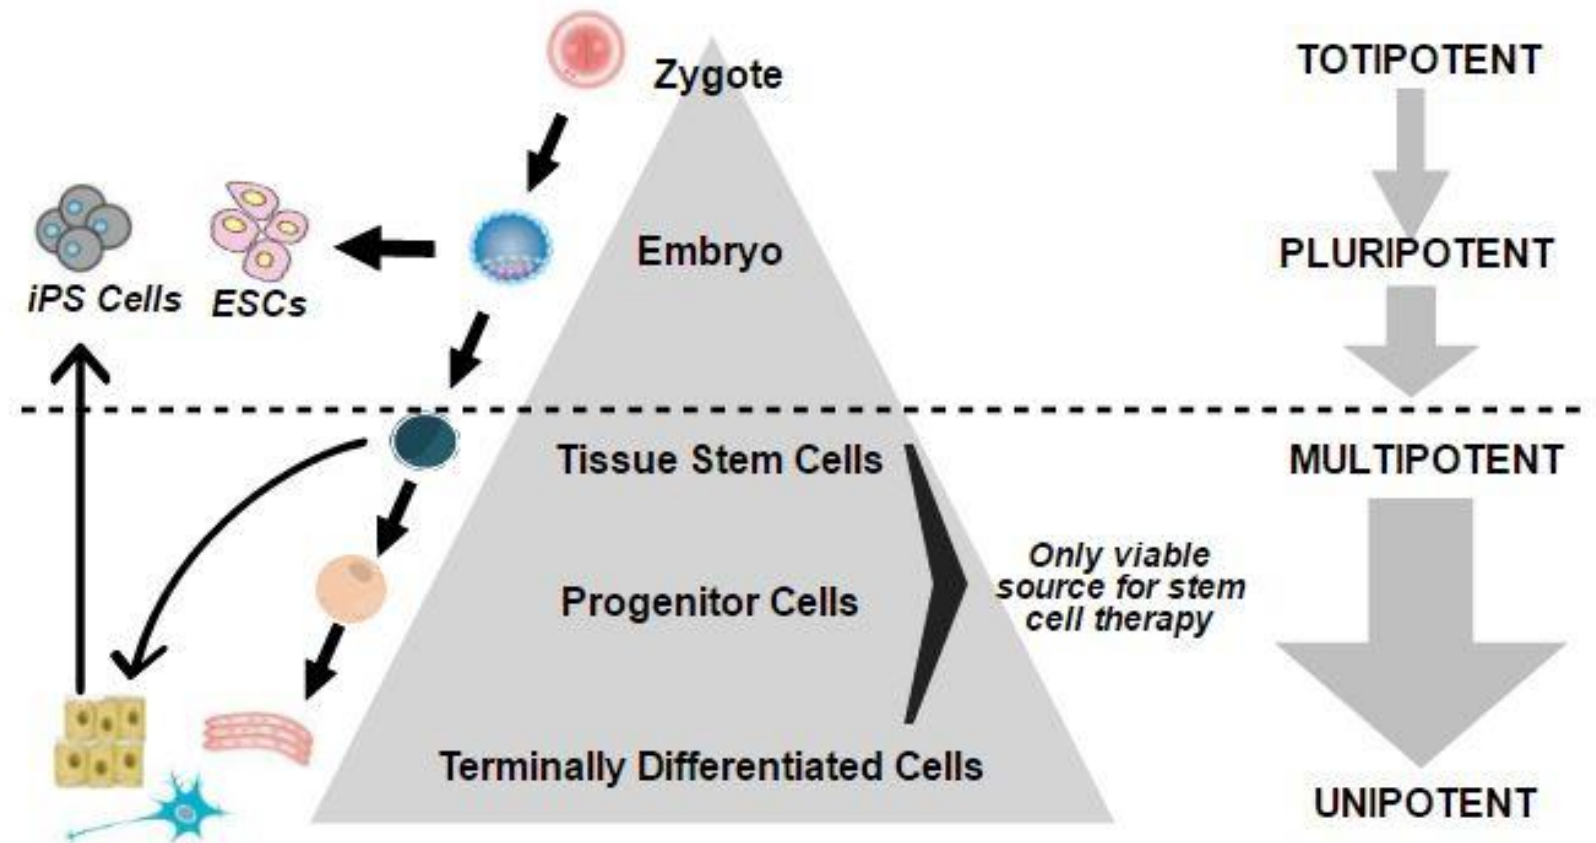 Zygote
TOTIPOTENT
Embryo
PLURIPOTENT
iPS Cells
ESCs
Tissue Stem Cells
MULTIPOTENT
Only viable
source for stem
cell therapy
Progenitor Cells
Terminally Differentiated Cells
UNIPOTENT